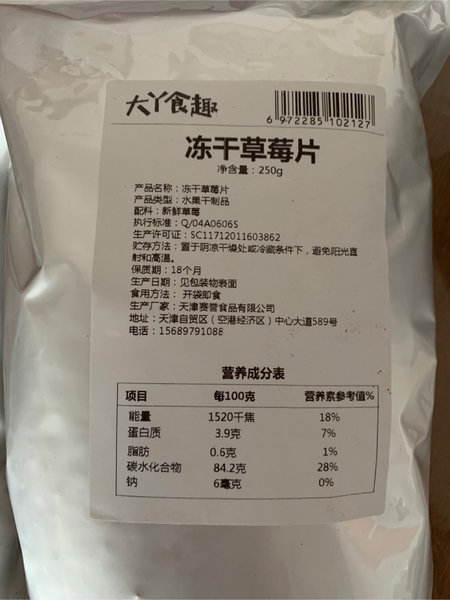 大丫食趣
6 972285 102127
冻干草莓片
净含量：250g
产品名称：冻干草莓片
产品类型：水果干制品
配料：新鲜草莓
执行标准：Q/04A0606S
生产许可证：SC11712011603862
贮存方法：置于阴凉干燥处或冷藏条件下，避免阳光直
射和高温。
保质期：18个月
生产日期：见包装物表面
食用方法： 开袋即食
生产厂家：天津赛誉食品有限公司
地址：天津自贸区（空港经济区）中心大道589号
电话：15689791088
营养成分表
项目 每100克 营养素参考值%
能量 1520千焦 18%
蛋白质 3.9克 7%
脂肪 0.6克 1%
碳水化合物 84.2克 28%
钠 6毫克 0%